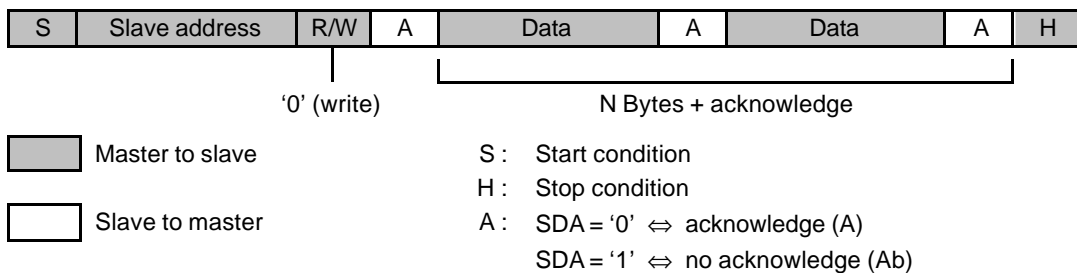 S Slave address R/W A Data A Data A H
‘0’ (write) N Bytes + acknowledge
Master to slave S : Start condition
H : Stop condition
Slave to master A : SDA = ‘0’ ⇔ acknowledge (A)
SDA = ‘1’ ⇔ no acknowledge (Ab)